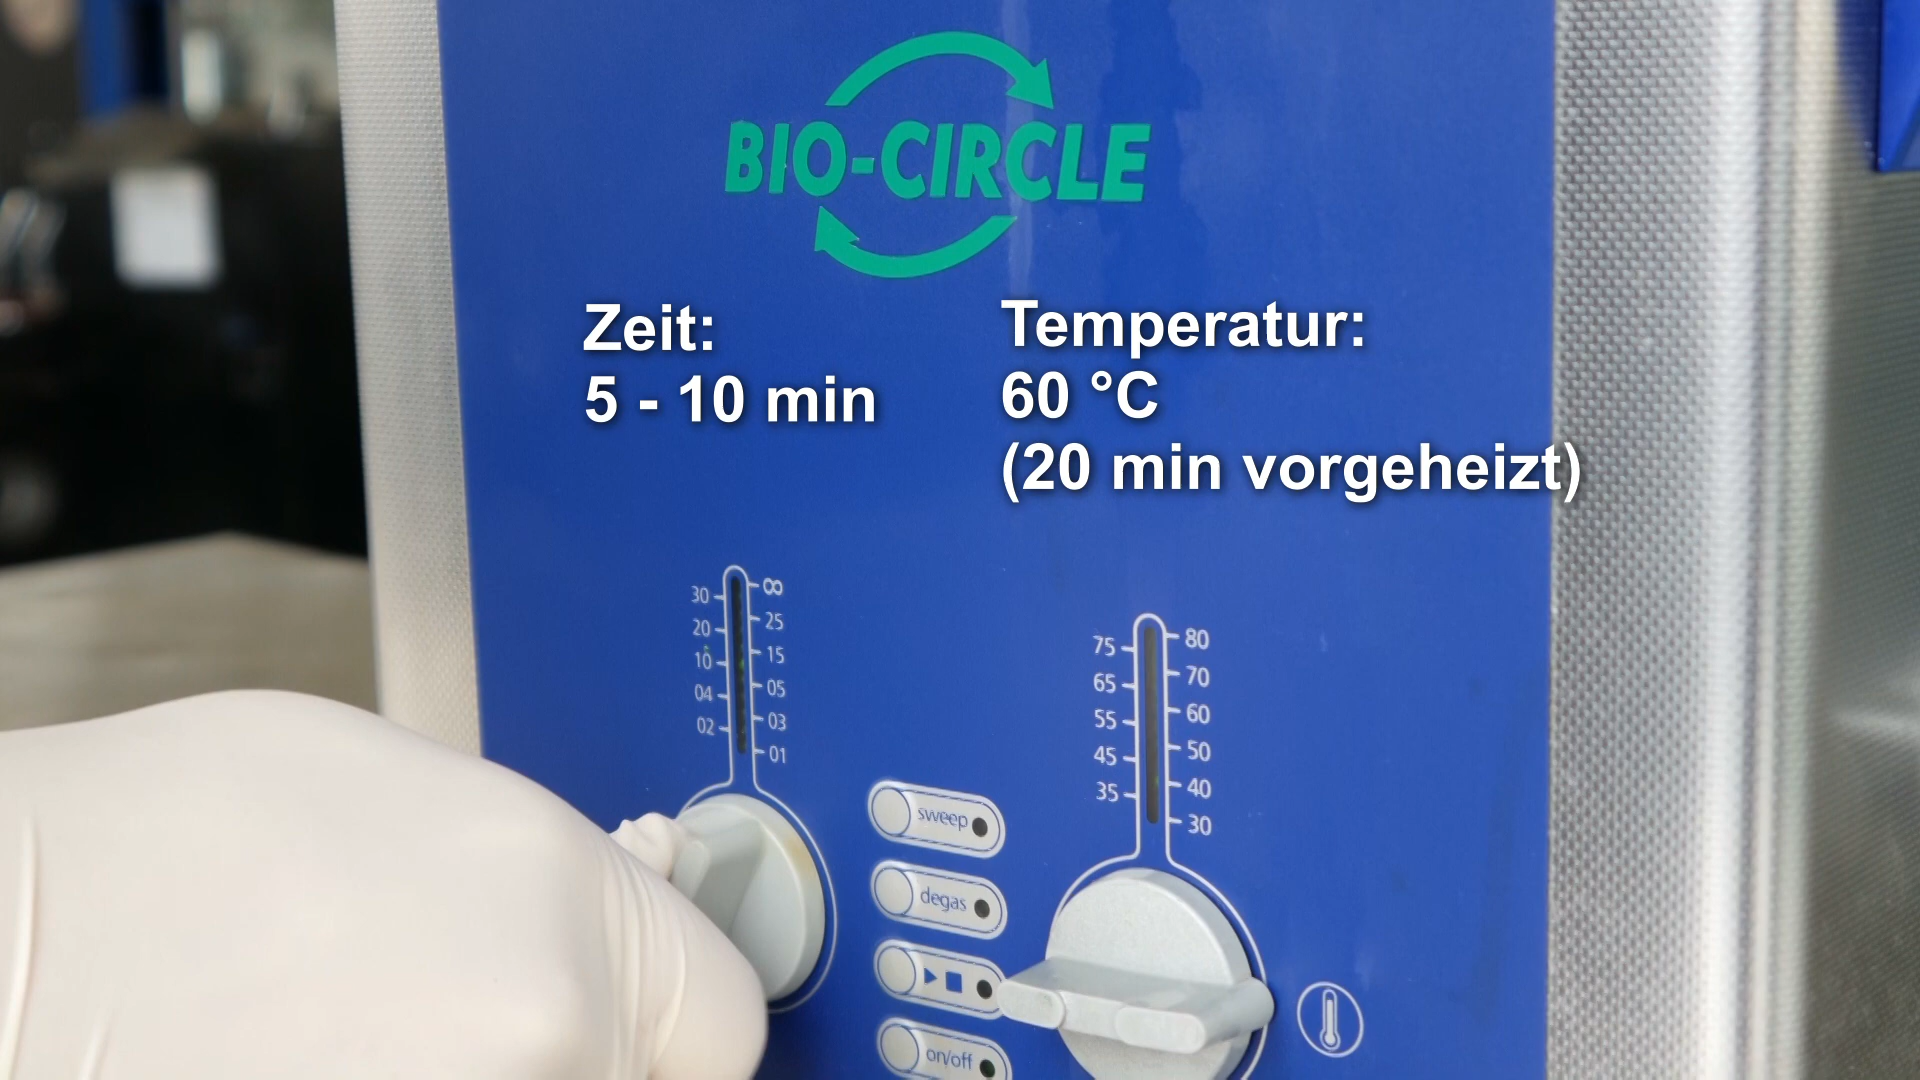 BIO-CIRCLE
Zeit:
5 - 10 min
Temperatur:
60 °C
(20 min vorgeheizt)
30 ∞
20 25
10 15
04 05
02 03
01
75 80
65 70
55 60
45 50
35 40
30
sweep
degas
on/off